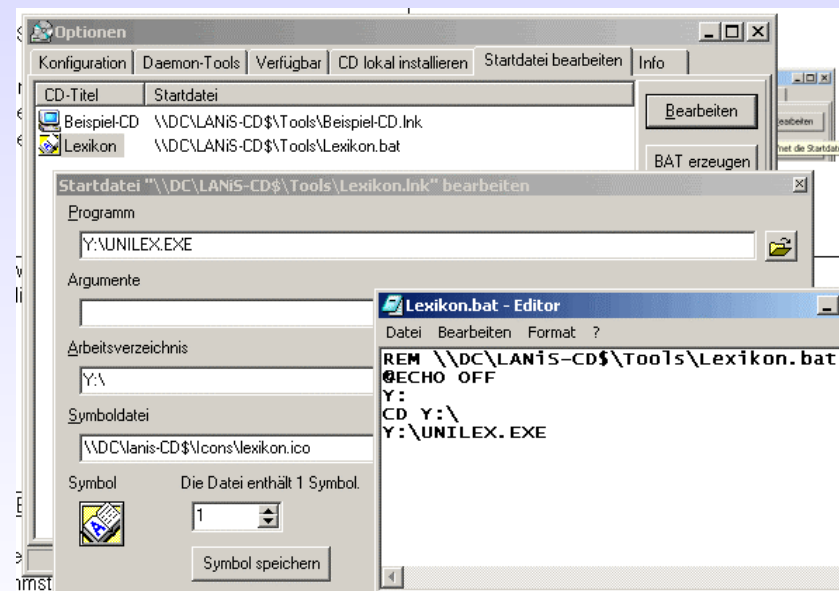 Optionen
Konfiguration Daemon-Tools Verfügbar CD lokal installieren Startdatei bearbeiten Info
CD-Titel Startdatei
Beispiel-CD \\DC\LANiS-CD$\Tools\Beispiel-CD.lnk
Lexikon \\DC\LANiS-CD$\Tools\Lexikon.bat
Bearbeiten
BAT erzeugen
Startdatei "\\DC\LANiS-CD$\Tools\Lexikon.lnk" bearbeiten
Programm
Y:\UNILEX.EXE
Argumente
Arbeitsverzeichnis
Y:\
Symboldatei
\\DC\lanis-CD$\Icons\lexikon.ico
Symbol Die Datei enthält 1 Symbol.
1
Symbol speichern
Lexikon.bat - Editor
Datei Bearbeiten Format ?
REM \\DC\LANiS-CD$\Tools\Lexikon.bat
@ECHO OFF
Y:
CD Y:\
Y:\UNILEX.EXE